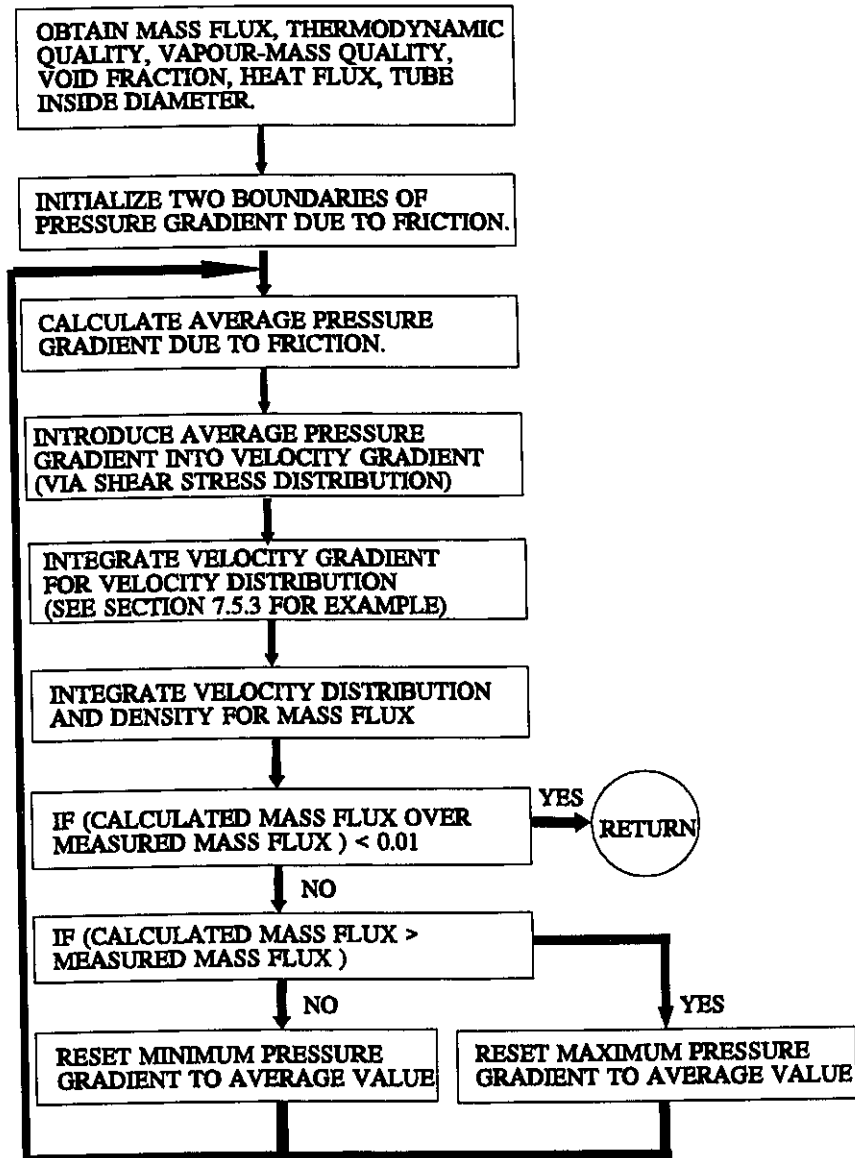 OBTAIN MASS FLUX, THERMODYNAMIC
QUALITY, VAPOUR-MASS QUALITY,
VOID FRACTION, HEAT FLUX, TUBE
INSIDE DIAMETER.
INITIALIZE TWO BOUNDARIES OF
PRESSURE GRADIENT DUE TO FRICTION.
CALCULATE AVERAGE PRESSURE
GRADIENT DUE TO FRICTION.
INTRODUCE AVERAGE PRESSURE
GRADIENT INTO VELOCITY GRADIENT
(VIA SHEAR STRESS DISTRIBUTION)
INTEGRATE VELOCITY GRADIENT
FOR VELOCITY DISTRIBUTION
(SEE SECTION 7.5.3 FOR EXAMPLE)
INTEGRATE VELOCITY DISTRIBUTION
AND DENSITY FOR MASS FLUX
IF (CALCULATED MASS FLUX OVER
MEASURED MASS FLUX ) < 0.01
YES
RETURN
NO
IF (CALCULATED MASS FLUX >
MEASURED MASS FLUX )
NO
YES
RESET MINIMUM PRESSURE
GRADIENT TO AVERAGE VALUE
RESET MAXIMUM PRESSURE
GRADIENT TO AVERAGE VALUE